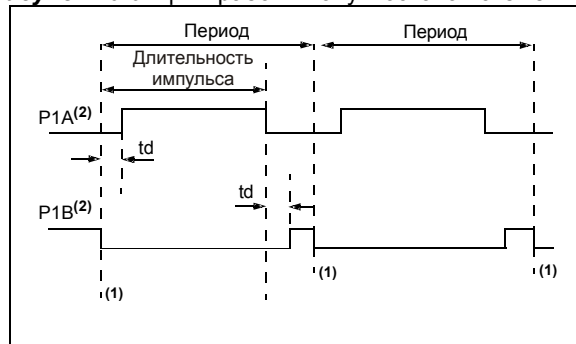 Период
Период
Длительность
импульса
P1A(2)
td
td
P1B(2)
(1)
(1)
(1)